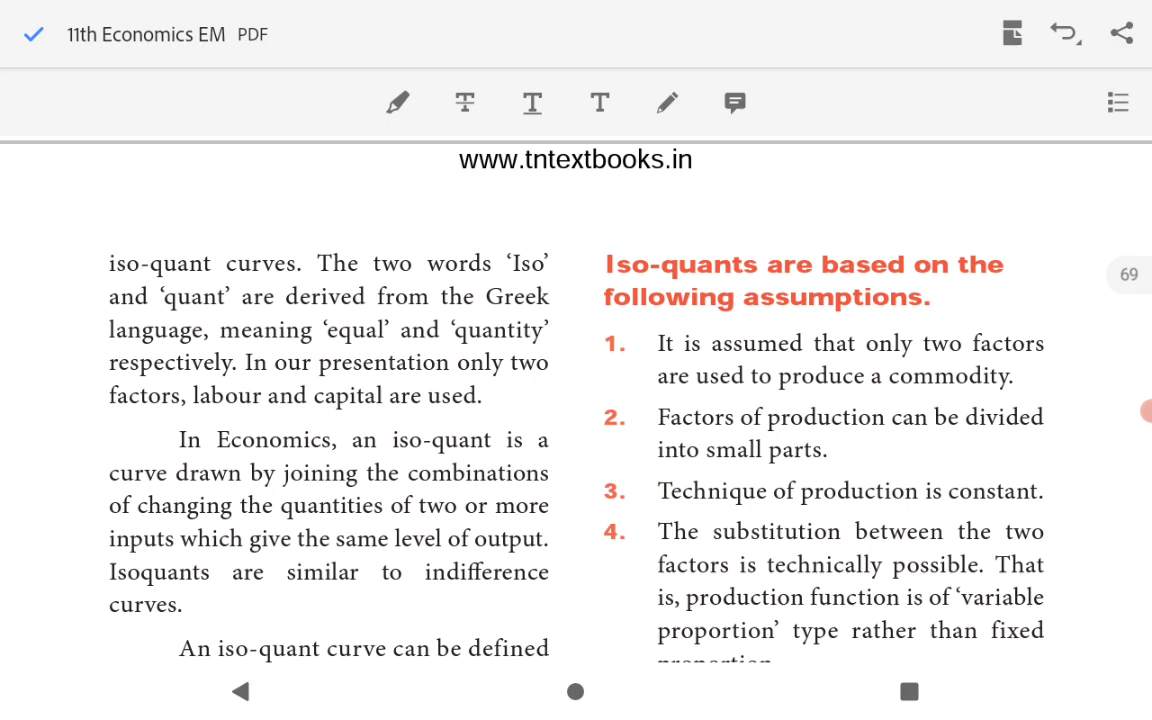 11th Economics EM PDF
www.tntextbooks.in
69
iso-quant curves. The two words ‘Iso’
and ‘quant’ are derived from the Greek
language, meaning ‘equal’ and ‘quantity’
respectively. In our presentation only two
factors, labour and capital are used.
In Economics, an iso-quant is a
curve drawn by joining the combinations
of changing the quantities of two or more
inputs which give the same level of output.
Isoquants are similar to indifference
curves.
An iso-quant curve can be defined
Iso-quants are based on the
following assumptions.
1. It is assumed that only two factors
are used to produce a commodity.
2. Factors of production can be divided
into small parts.
3. Technique of production is constant.
4. The substitution between the two
factors is technically possible. That
is, production function is of ‘variable
proportion’ type rather than fixed